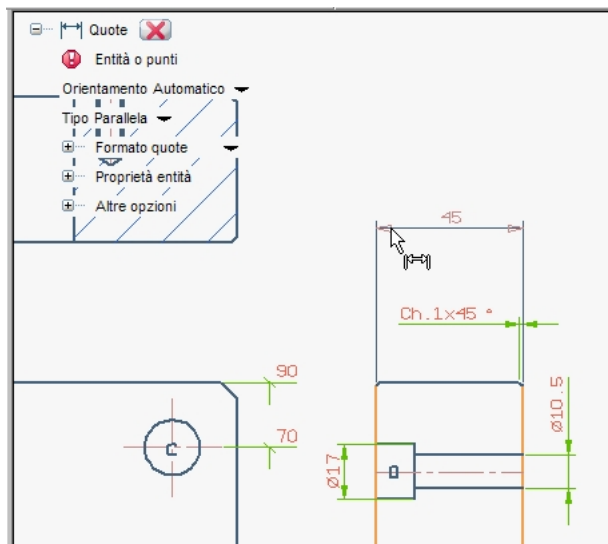 Quote
Entità o punti
Orientamento Automatico
Tipo Parallela
Formato quote
Proprietà entità
Altre opzioni
45
Ch.1x45 °
90
70
Ø17
Ø10.5